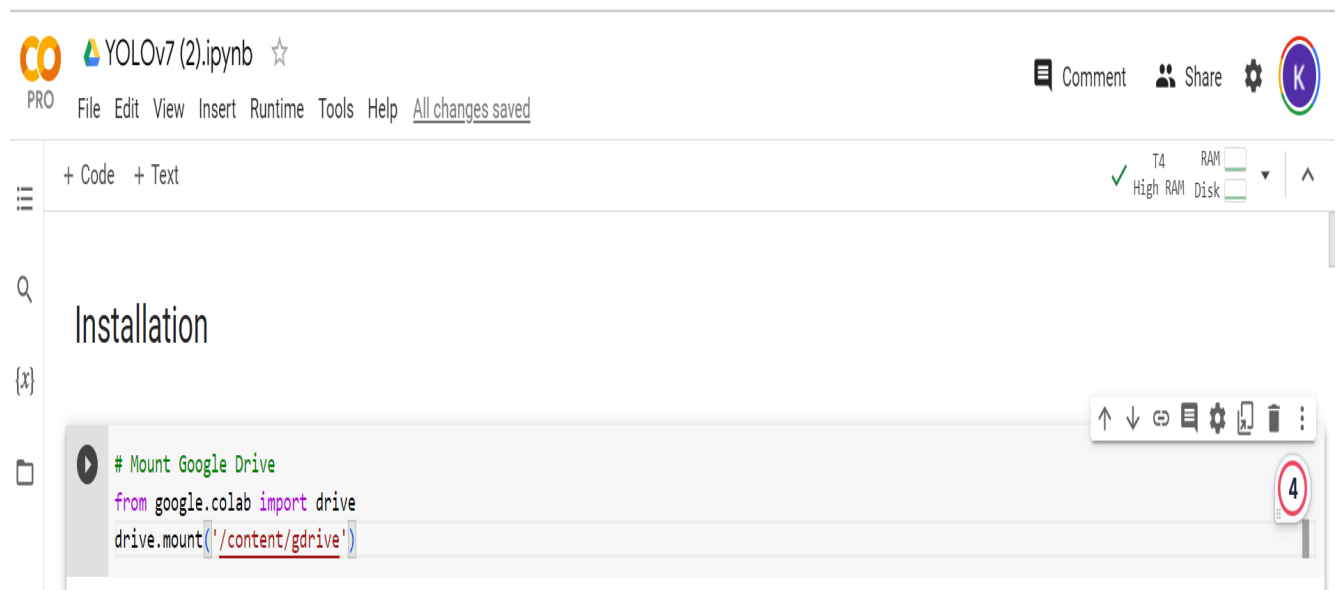 CO
PRO
YOLOv7 (2).ipynb
File Edit View Insert Runtime Tools Help All changes saved
Comment Share K
+ Code + Text
T4 RAM
High RAM Disk
Installation
{x}
# Mount Google Drive
from google.colab import drive
drive.mount('/content/gdrive')
4